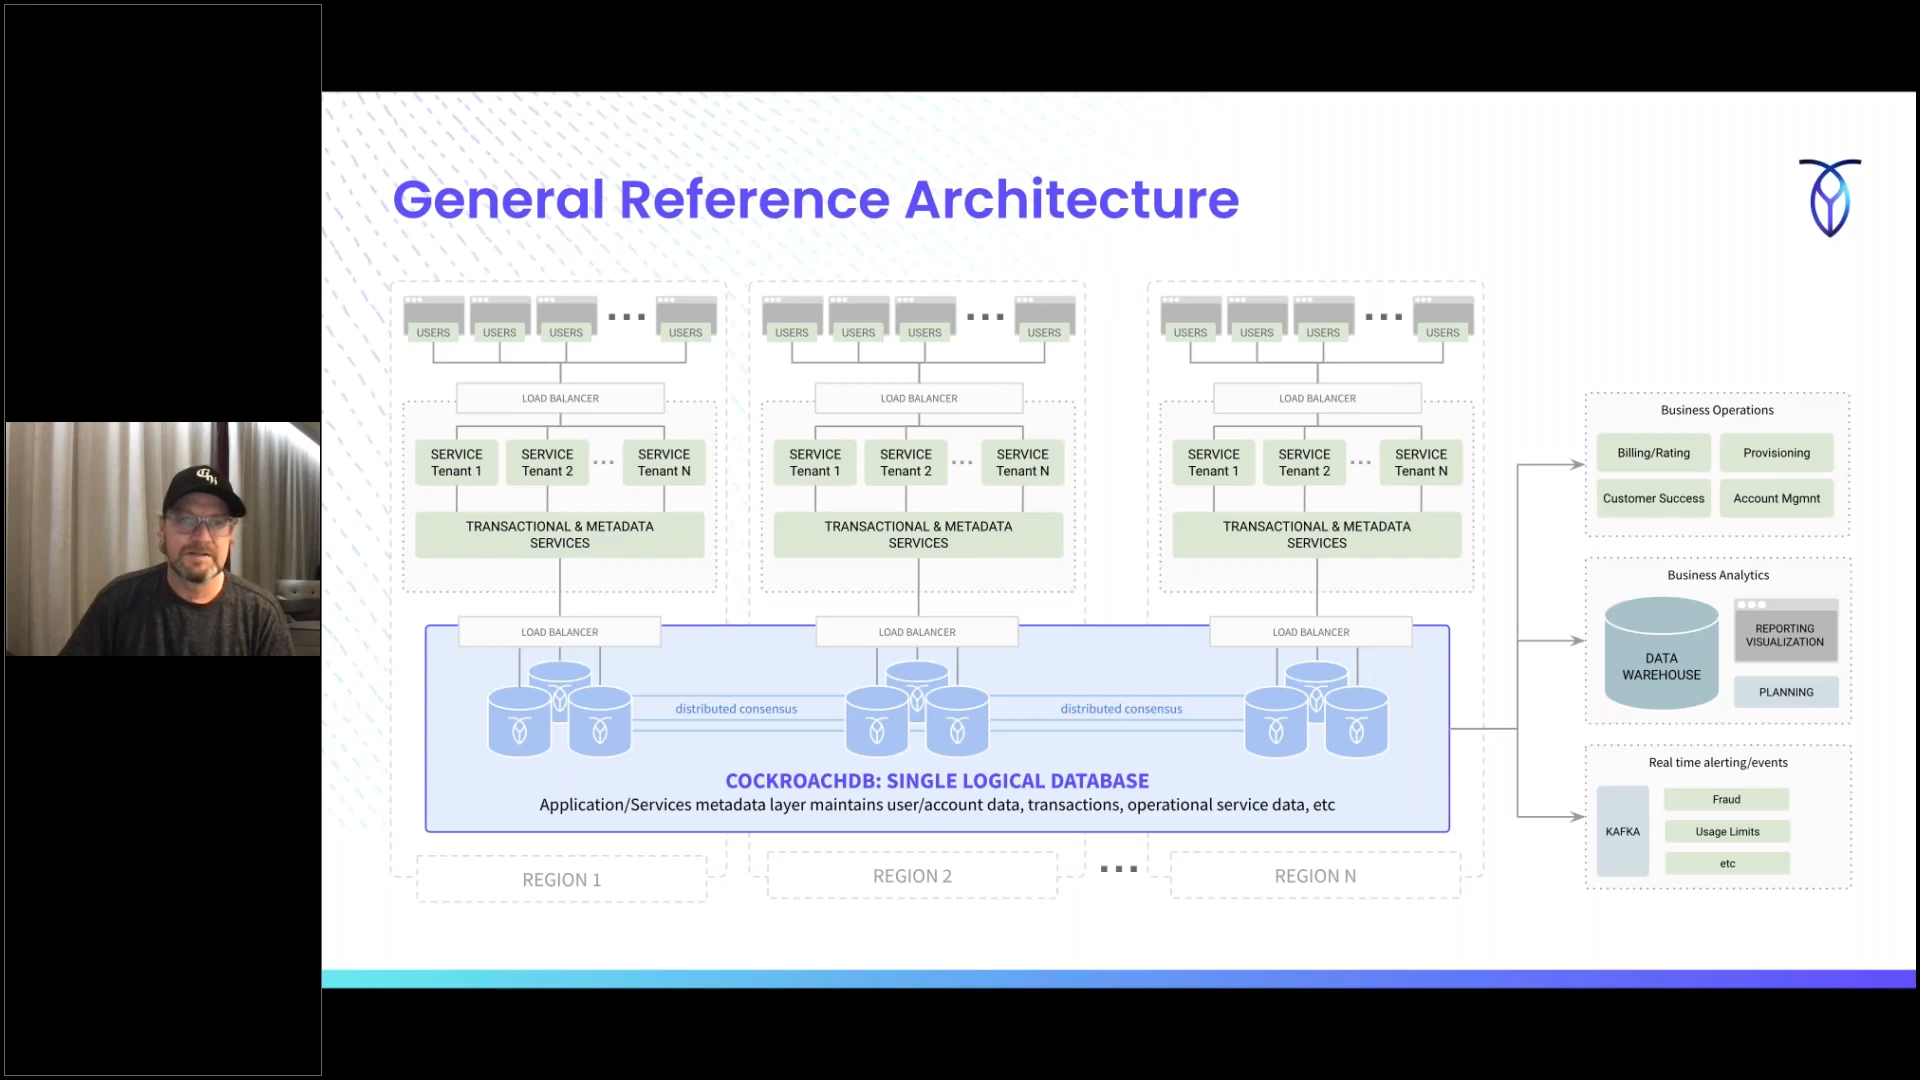 General Reference Architecture
USERS USERS USERS ... USERS
LOAD BALANCER
SERVICE
Tenant 1
SERVICE
Tenant 2
...
SERVICE
Tenant N
TRANSACTIONAL & METADATA
SERVICES
LOAD BALANCER
USERS USERS USERS ... USERS
LOAD BALANCER
SERVICE
Tenant 1
SERVICE
Tenant 2
...
SERVICE
Tenant N
TRANSACTIONAL & METADATA
SERVICES
LOAD BALANCER
USERS USERS USERS ... USERS
LOAD BALANCER
SERVICE
Tenant 1
SERVICE
Tenant 2
...
SERVICE
Tenant N
TRANSACTIONAL & METADATA
SERVICES
LOAD BALANCER
distributed consensus
distributed consensus
COCKROACHDB: SINGLE LOGICAL DATABASE
Application/Services metadata layer maintains user/account data, transactions, operational service data, etc
REGION 1
REGION 2
...
REGION N
Business Operations
Billing/Rating
Provisioning
Customer Success
Account Mgmnt
Business Analytics
DATA
WAREHOUSE
REPORTING
VISUALIZATION
PLANNING
Real time alerting/events
KAFKA
Fraud
Usage Limits
etc